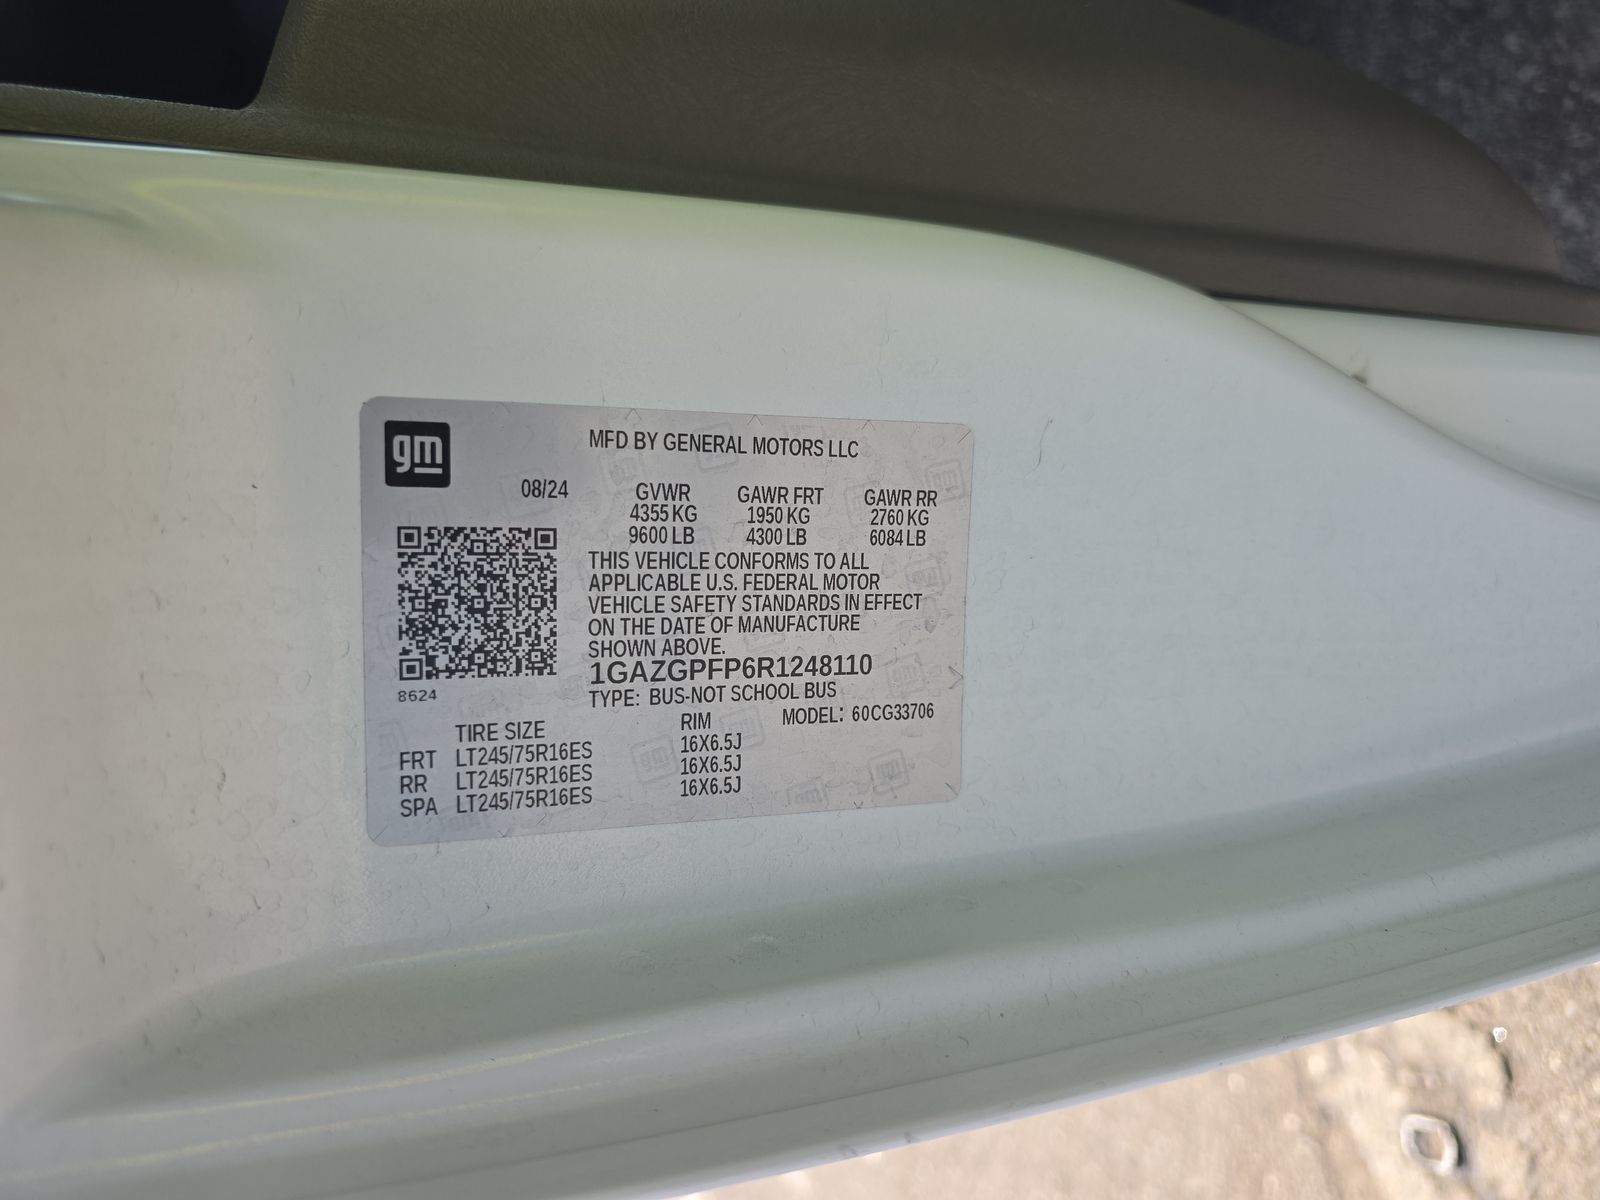 gm
MFD BY GENERAL MOTORS LLC
08/24 GVWR GAWR FRT GAWR RR
4355 KG 1950 KG 2760 KG
9600 LB 4300 LB 6084 LB
THIS VEHICLE CONFORMS TO ALL
APPLICABLE U.S. FEDERAL MOTOR
VEHICLE SAFETY STANDARDS IN EFFECT
ON THE DATE OF MANUFACTURE
SHOWN ABOVE.
1GAZGPFP6R1248110
8624
TYPE: BUS-NOT SCHOOL BUS
TIRE SIZE RIM MODEL: 60CG33706
FRT LT245/75R16ES 16X6.5J
RR LT245/75R16ES 16X6.5J
SPA LT245/75R16ES 16X6.5J